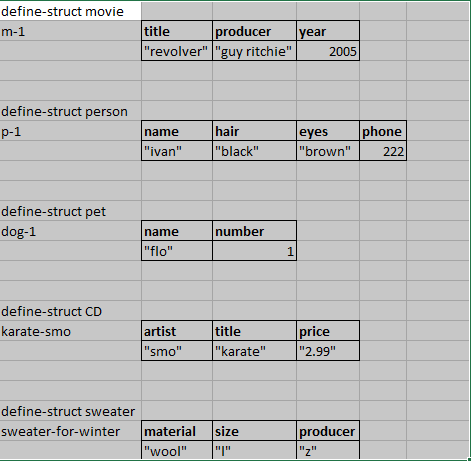 define-struct movie
m-1 title producer year
"revolver" "guy ritchie" 2005
define-struct person
p-1 name hair eyes phone
"ivan" "black" "brown" 222
define-struct pet
dog-1 name number
"flo" 1
define-struct CD
karate-smo artist title price
"smo" "karate" "2.99"
define-struct sweater
sweater-for-winter material size producer
"wool" "l" "z"